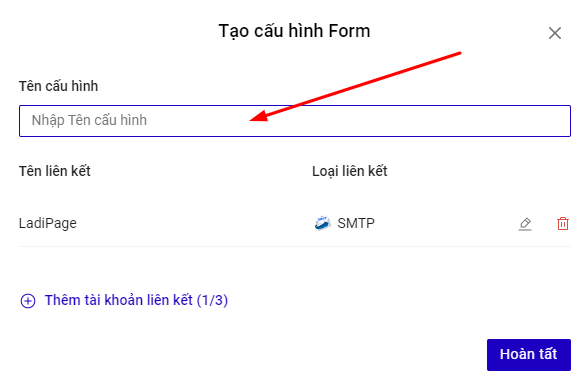 Tạo cấu hình Form
Tên cấu hình
Nhập Tên cấu hình
Tên liên kết Loại liên kết
LadiPage SMTP
Thêm tài khoản liên kết (1/3)
Hoàn tất